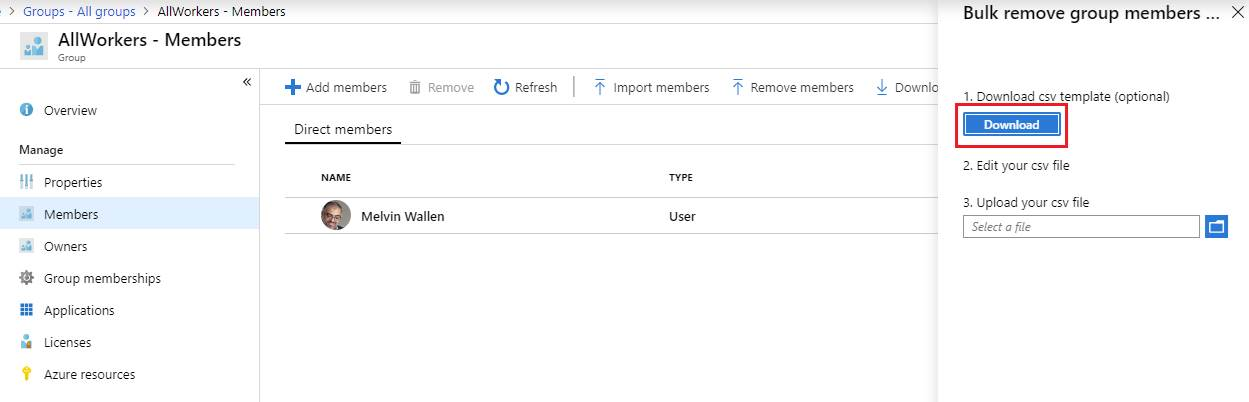 Groups - All groups > AllWorkers - Members
AllWorkers - Members
Group
«
Overview
Manage
Properties
Members
Owners
Group memberships
Applications
Licenses
Azure resources
Add members Remove Refresh Import members Remove members Downlo
Direct members
NAME TYPE
Melvin Wallen User
Bulk remove group members ...
1. Download csv template (optional)
Download
2. Edit your csv file
3. Upload your csv file
Select a file